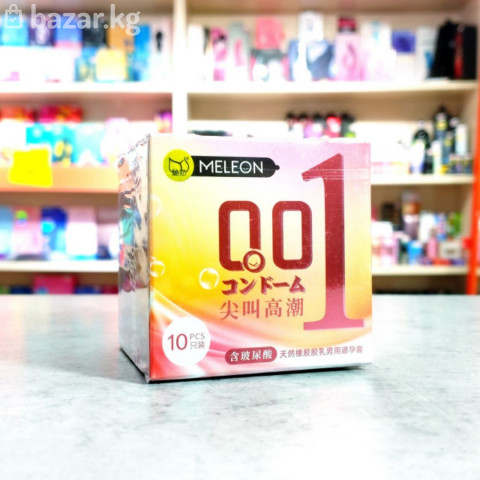 bazar.kg
MELEON
0.01
コンドーム
尖叫高潮
10 PCS
只装
含玻尿酸
天然橡胶胶乳男用避孕套